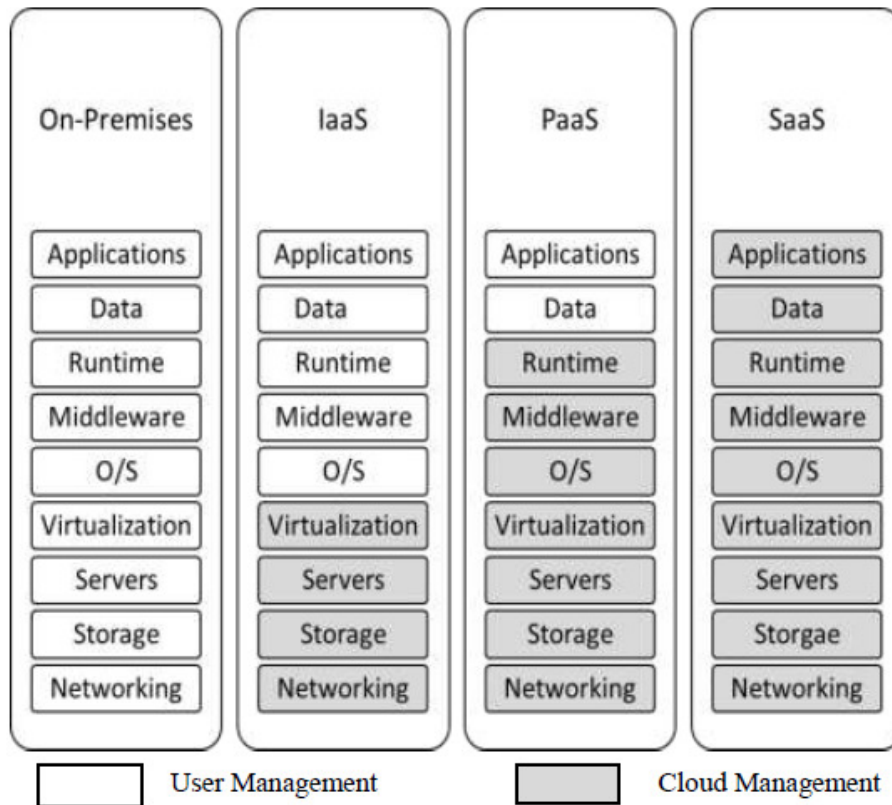 On-Premises
IaaS
PaaS
SaaS
Applications
Applications
Applications
Applications
Data
Data
Data
Data
Runtime
Runtime
Runtime
Runtime
Middleware
Middleware
Middleware
Middleware
O/S
O/S
O/S
O/S
Virtualization
Virtualization
Virtualization
Virtualization
Servers
Servers
Servers
Servers
Storage
Storage
Storage
Storgae
Networking
Networking
Networking
Networking
User Management
Cloud Management